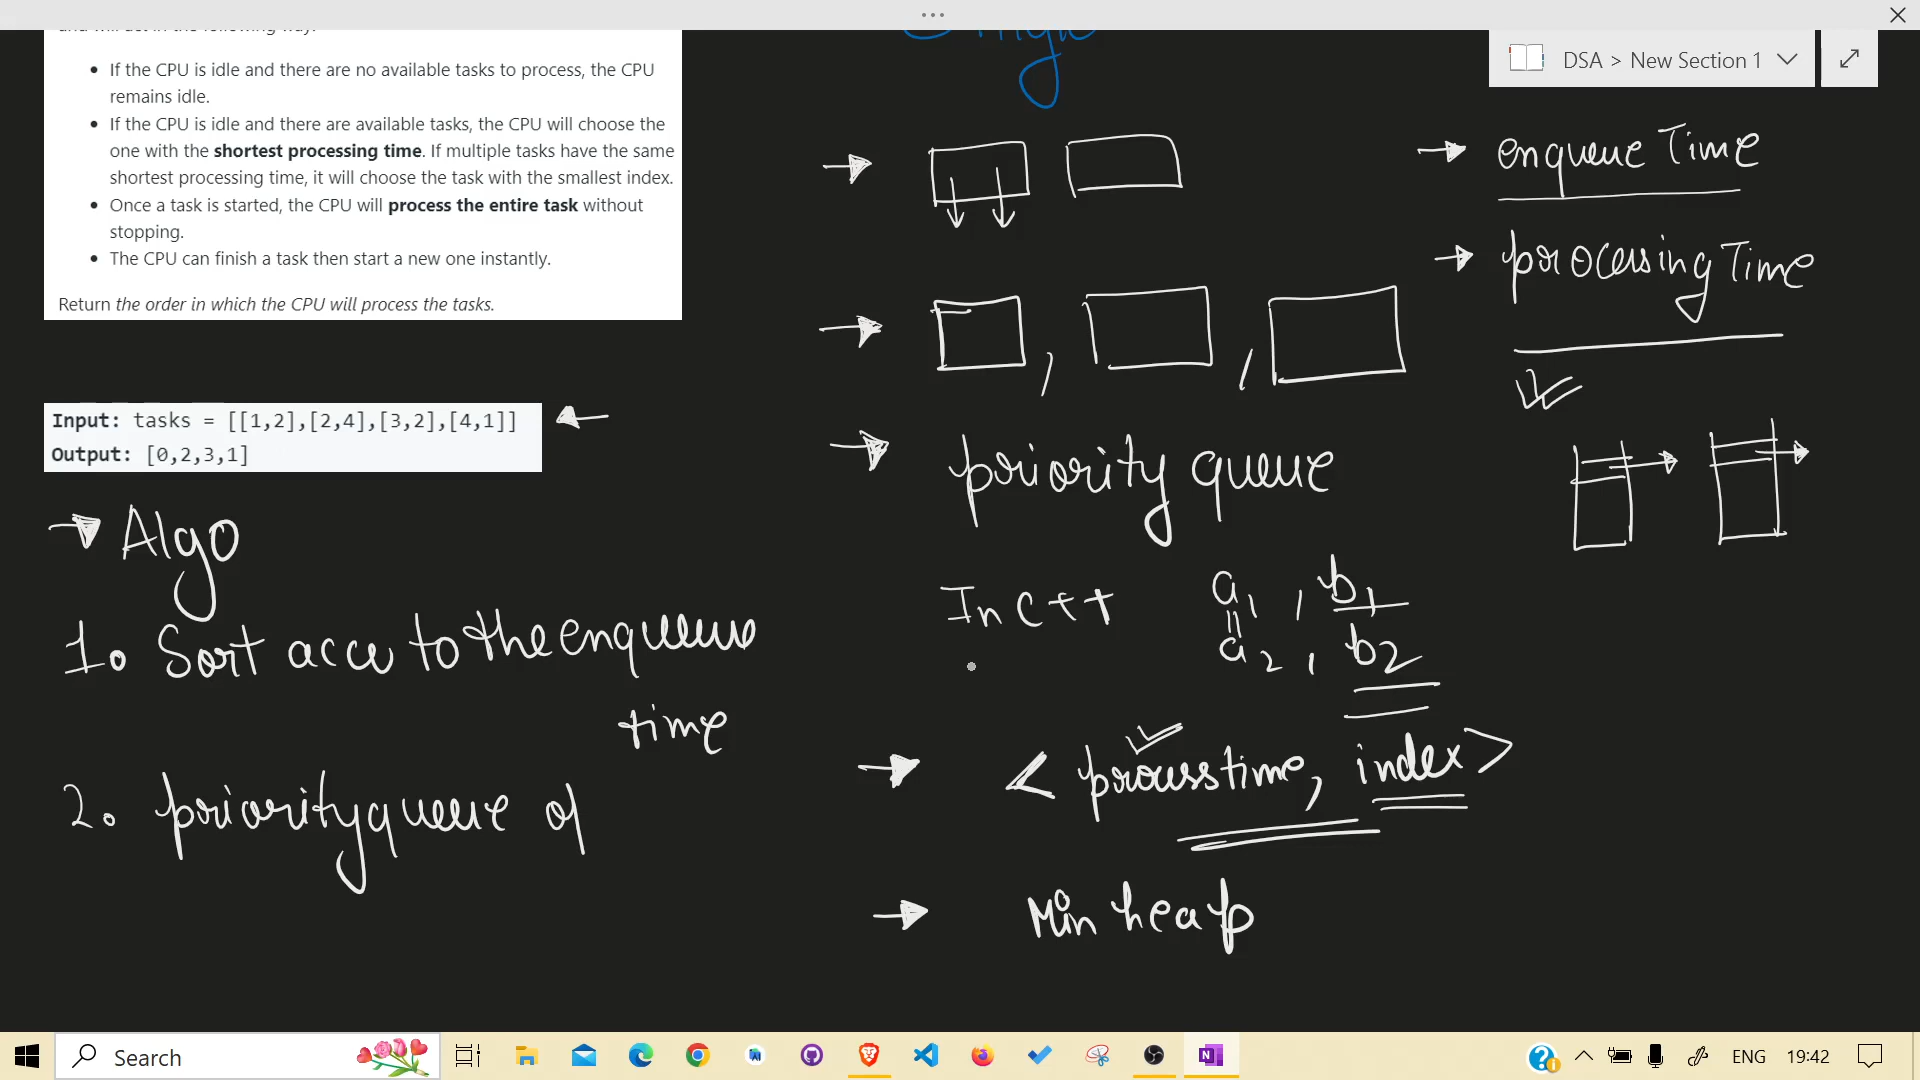 DSA > New Section 1
If the CPU is idle and there are no available tasks to process, the CPU
remains idle.
If the CPU is idle and there are available tasks, the CPU will choose the
one with the shortest processing time. If multiple tasks have the same
shortest processing time, it will choose the task with the smallest index.
Once a task is started, the CPU will process the entire task without
stopping.
The CPU can finish a task then start a new one instantly.
Return the order in which the CPU will process the tasks.
Input: tasks = [[1,2],[2,4],[3,2],[4,1]]
Output: [0,2,3,1]
Algo
1. Sort acco to the enqueue
time
2. priority queue of
enqueue Time
processing Time
priority queue
In C++
a1 , b1
a2 , b2
< process time, index >
Min heap
Search
ENG 19:42